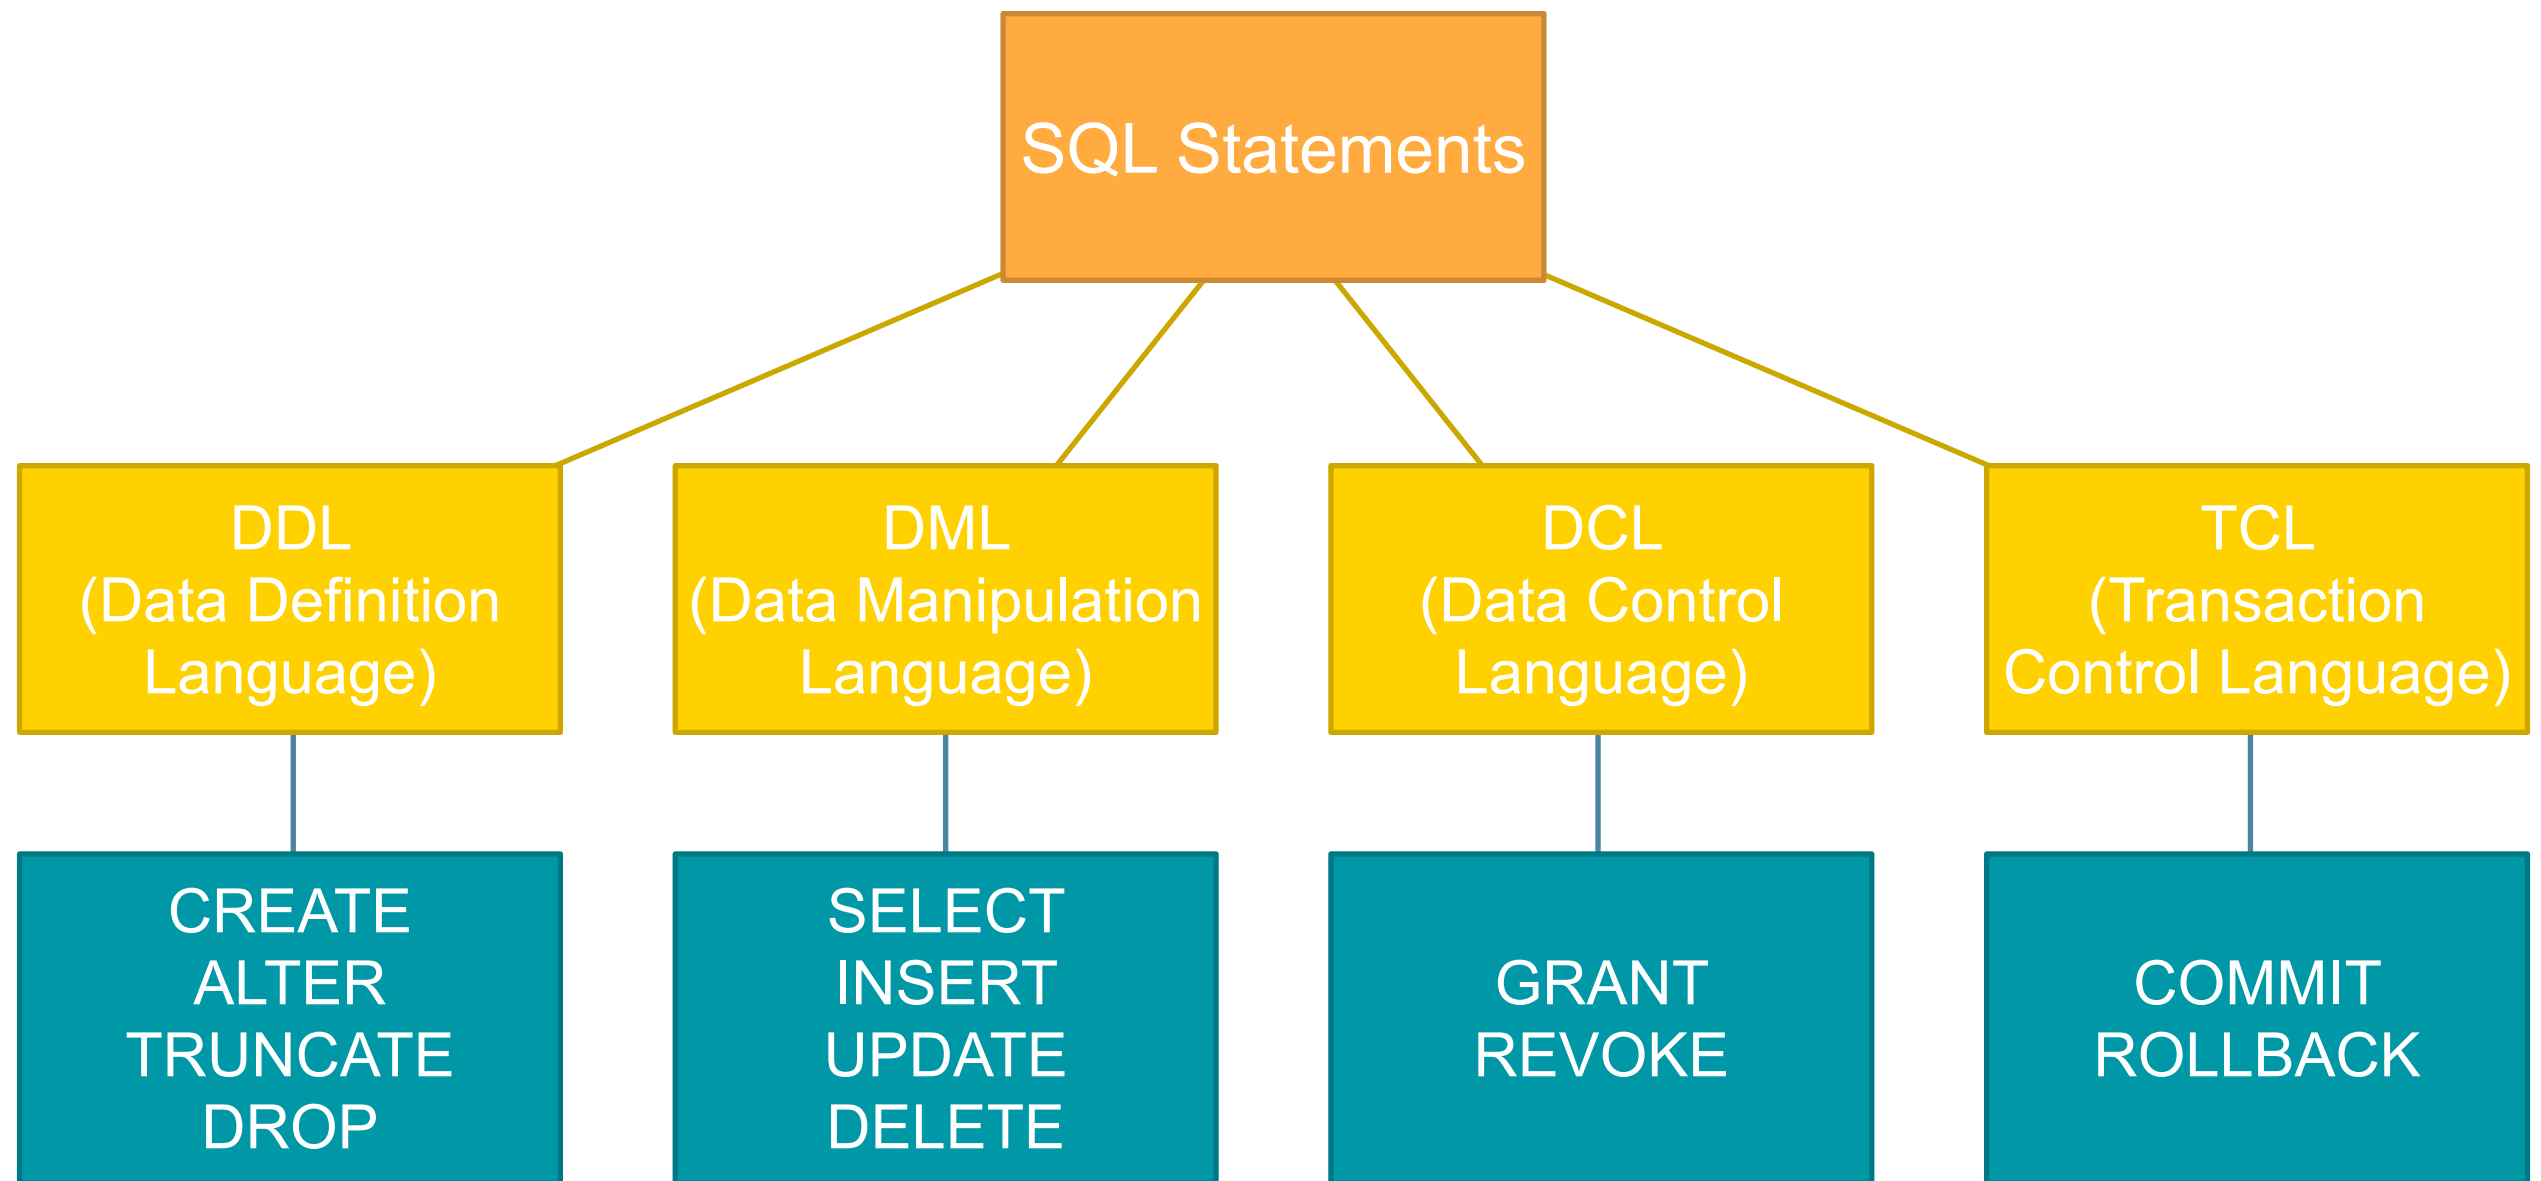 SQL Statements
DDL
(Data Definition
Language)
DML
(Data Manipulation
Language)
DCL
(Data Control
Language)
TCL
(Transaction
Control Language)
CREATE
ALTER
TRUNCATE
DROP
SELECT
INSERT
UPDATE
DELETE
GRANT
REVOKE
COMMIT
ROLLBACK